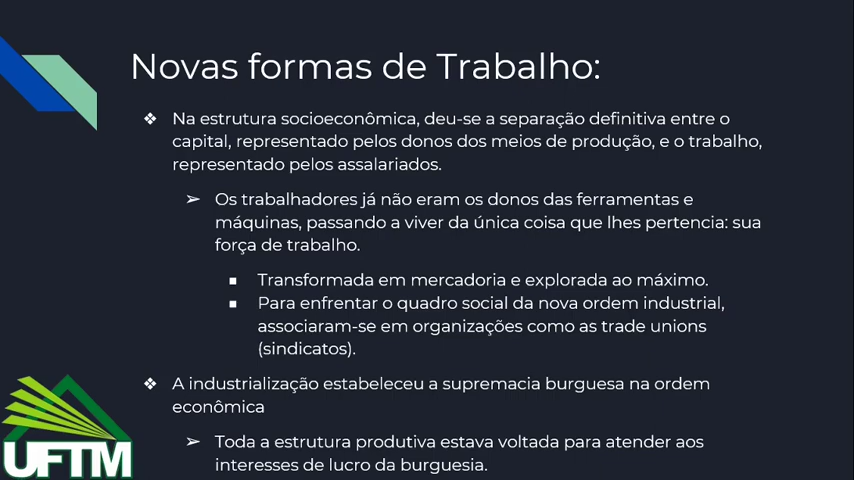 Novas formas de Trabalho:
❖ Na estrutura socioeconômica, deu-se a separação definitiva entre o
capital, representado pelos donos dos meios de produção, e o trabalho,
representado pelos assalariados.
➢ Os trabalhadores já não eram os donos das ferramentas e
máquinas, passando a viver da única coisa que lhes pertencia: sua
força de trabalho.
■ Transformada em mercadoria e explorada ao máximo.
■ Para enfrentar o quadro social da nova ordem industrial,
associaram-se em organizações como as trade unions
(sindicatos).
❖ A industrialização estabeleceu a supremacia burguesa na ordem
econômica
➢ Toda a estrutura produtiva estava voltada para atender aos
interesses de lucro da burguesia.
UFTM